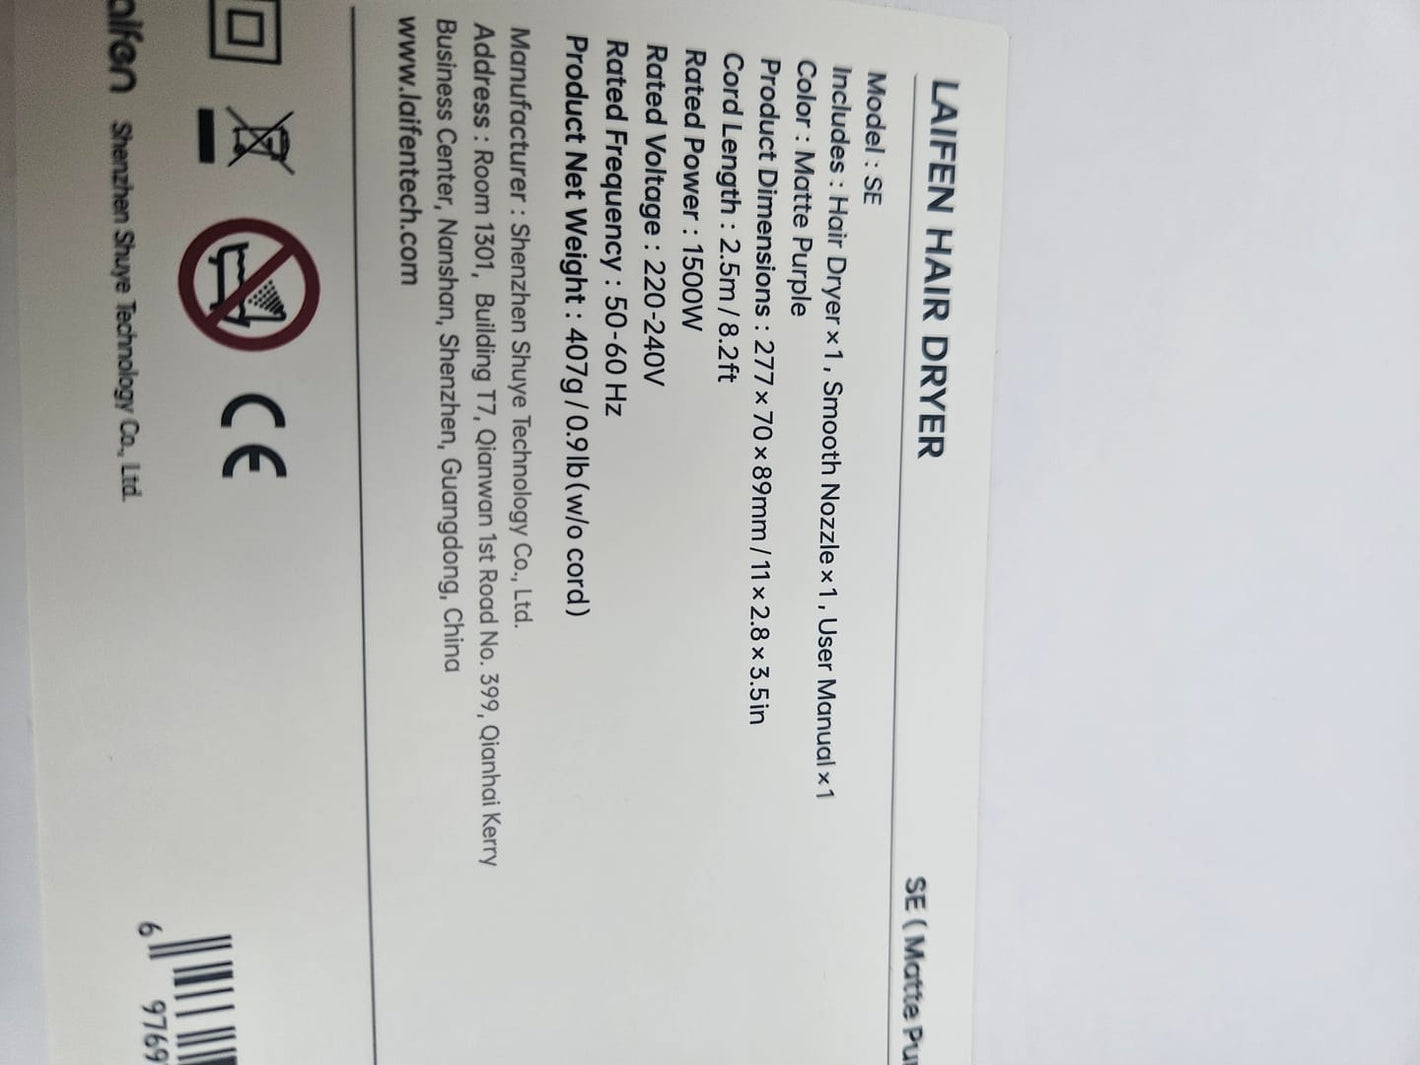 LAIFEN HAIR DRYER
SE ( Matte Pu
Model : SE
Includes : Hair Dryer ×1 , Smooth Nozzle ×1 , User Manual ×1
Color : Matte Purple
Product Dimensions : 277 × 70 × 89mm / 11 × 2.8 × 3.5in
Cord Length : 2.5m / 8.2ft
Rated Power : 1500W
Rated Voltage : 220-240V
Rated Frequency : 50-60 Hz
Product Net Weight : 407g / 0.9lb(w/o cord)
Manufacturer : Shenzhen Shuye Technology Co., Ltd.
Address : Room 1301, Building T7, Qianwan 1st Road No. 399, Qianhai Kerry
Business Center, Nanshan, Shenzhen, Guangdong, China
www.laifentech.com
CE
aifen Shenzhen Shuye Technology Co., Ltd.
6 9769